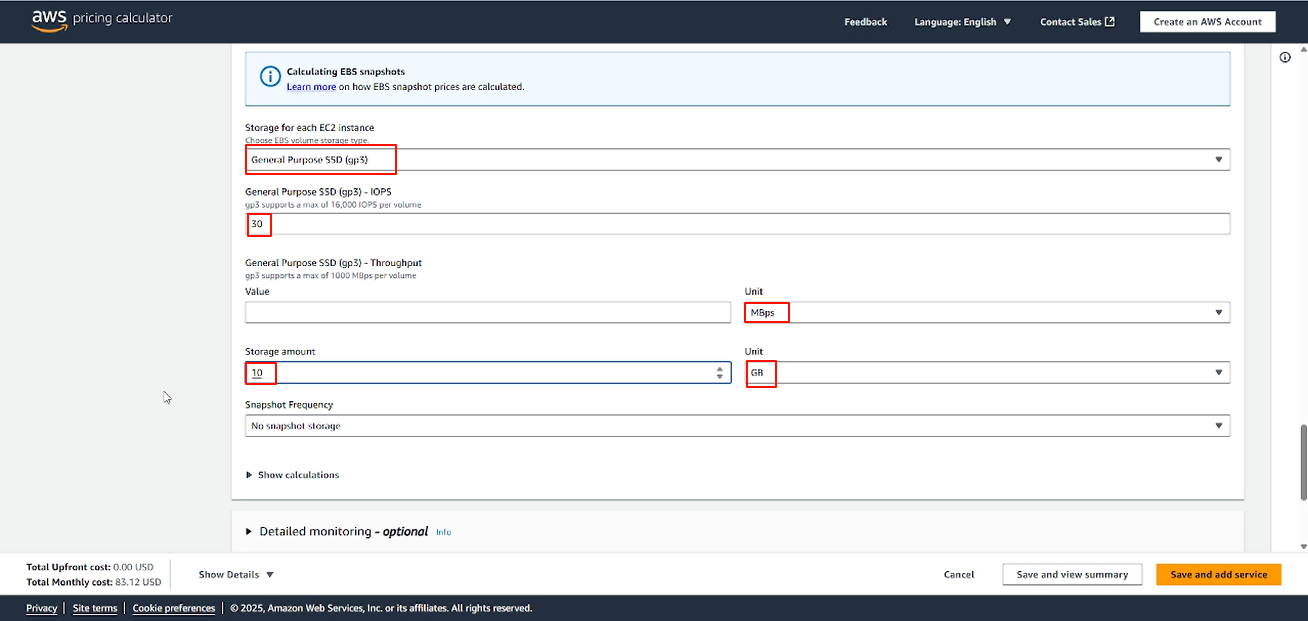 aws pricing calculator
Feedback
Language: English
Contact Sales
Create an AWS Account
Calculating EBS snapshots
Learn more on how EBS snapshot prices are calculated.
Storage for each EC2 instance
Choose EBS volume storage type.
General Purpose SSD (gp3)
General Purpose SSD (gp3) - IOPS
gp3 supports a max of 16,000 IOPS per volume
30
General Purpose SSD (gp3) - Throughput
gp3 supports a max of 1000 MBps per volume
Value
Unit
MBps
Storage amount
Unit
10
GB
Snapshot Frequency
No snapshot storage
Show calculations
Detailed monitoring - optional Info
Total Upfront cost: 0.00 USD
Total Monthly cost: 83.12 USD
Show Details
Cancel
Save and view summary
Save and add service
Privacy | Site terms | Cookie preferences | © 2025, Amazon Web Services, Inc. or its affiliates. All rights reserved.